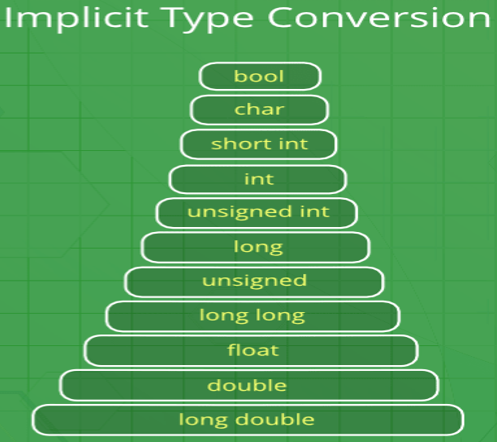 Implicit Type Conversion
bool
char
short int
int
unsigned int
long
unsigned
long long
float
double
long double